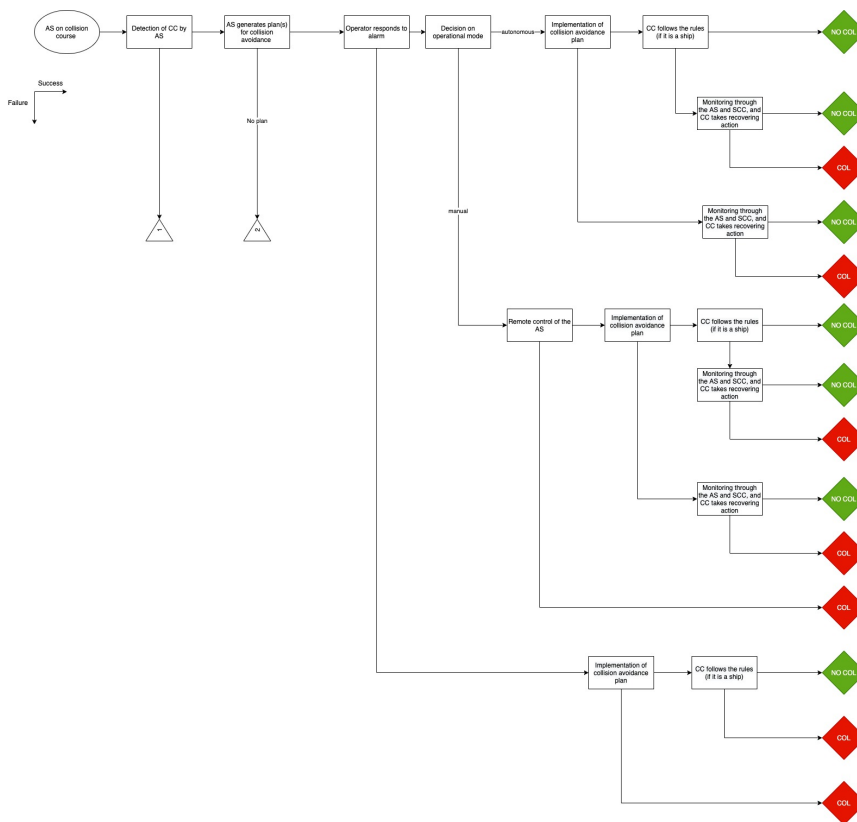 AS on collision
course
Detection of CC by
AS
AS generates plan(s)
for collision
avoidance
Operator responds to
alarm
Decision on
operational mode
autonomous
Implementation of
collision avoidance
plan
CC follows the rules
(if it is a ship)
NO COL
Success
Failure
No plan
Monitoring through
the AS and SCC, and
CC takes recovering
action
NO COL
COL
1
2
manual
Monitoring through
the AS and SCC, and
CC takes recovering
action
NO COL
COL
Remote control of the
AS
Implementation of
collision avoidance
plan
CC follows the rules
(if it is a ship)
NO COL
Monitoring through
the AS and SCC, and
CC takes recovering
action
NO COL
COL
Monitoring through
the AS and SCC, and
CC takes recovering
action
NO COL
COL
COL
Implementation of
collision avoidance
plan
CC follows the rules
(if it is a ship)
NO COL
COL
COL